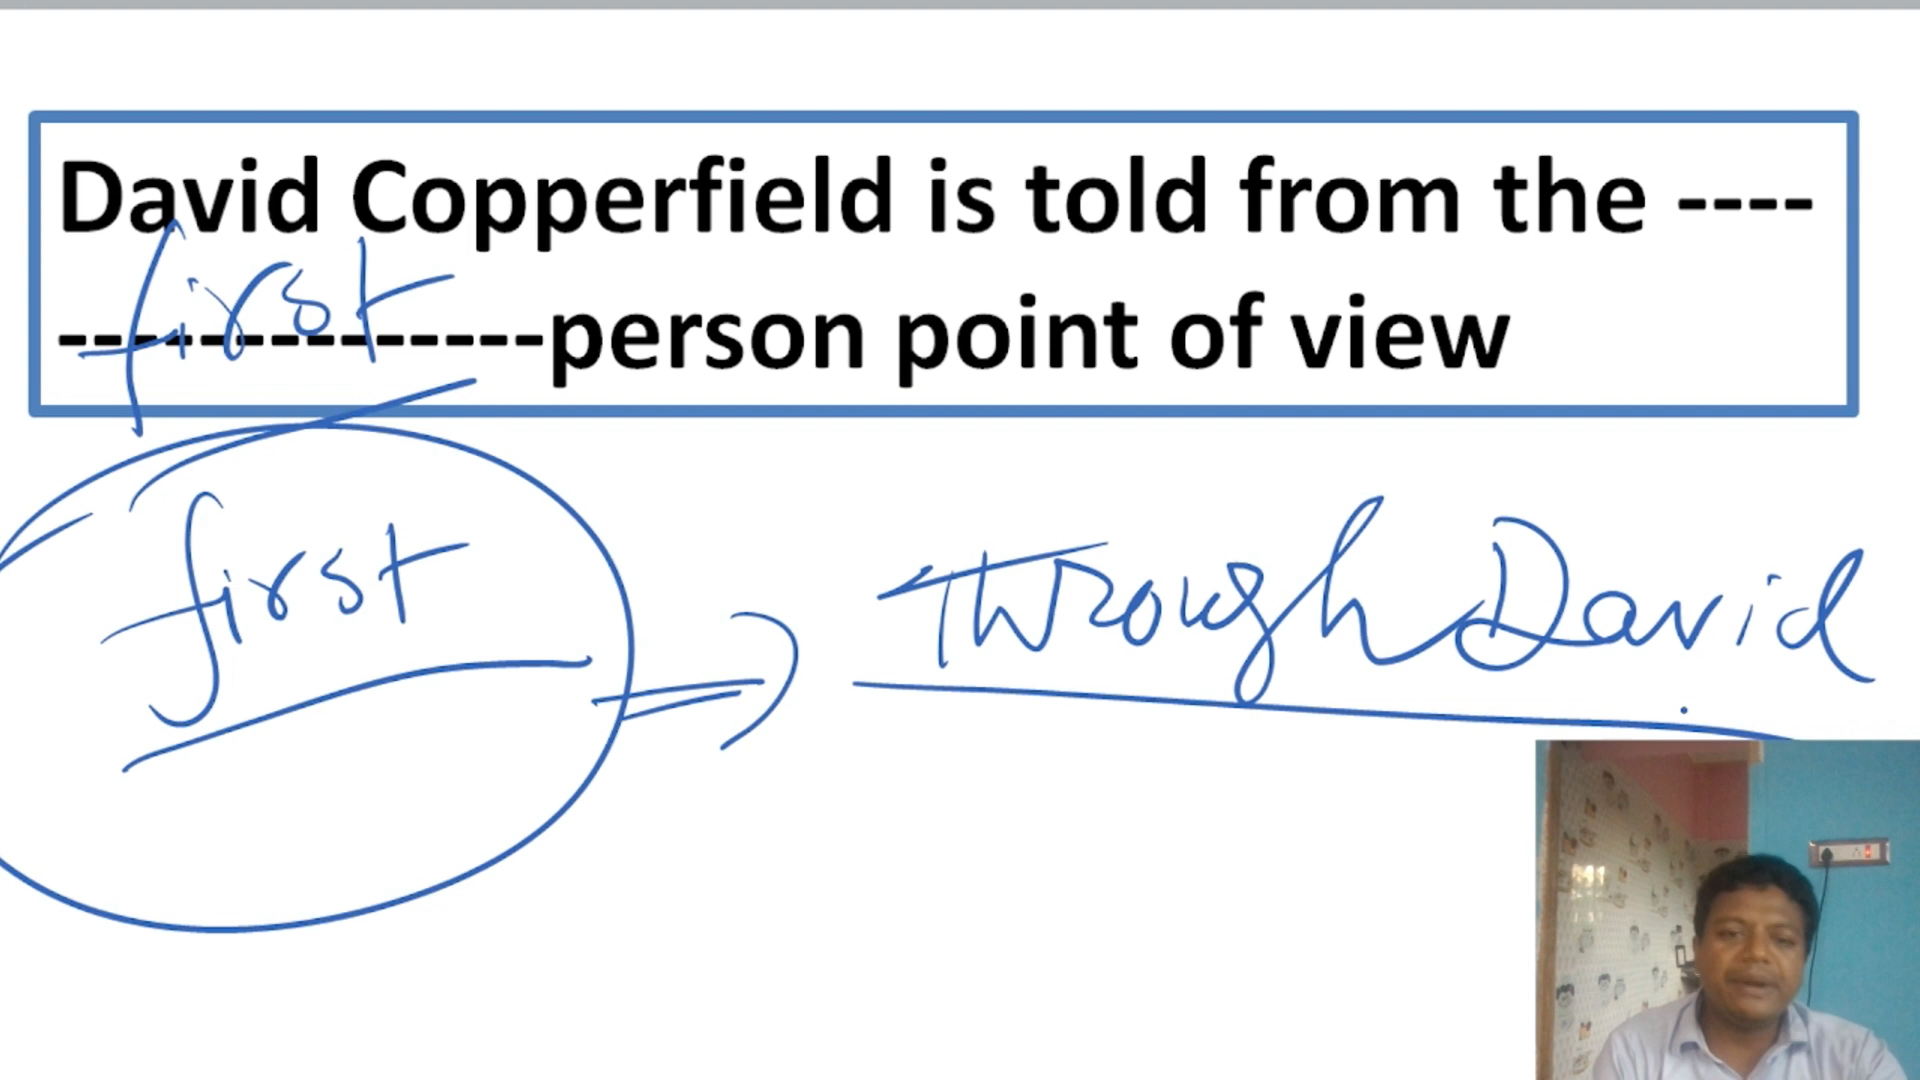 David Copperfield is told from the ----
first
--------------person point of view
first
Through David